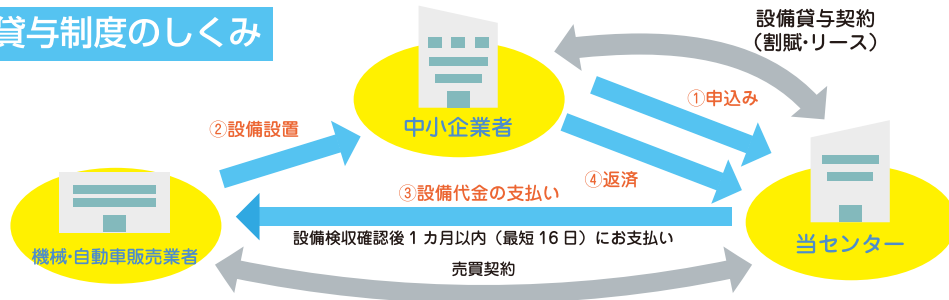 貸与制度のしくみ
設備貸与契約
（割賦・リース）
①申込み
②設備設置
中小企業者
④返済
③設備代金の支払い
設備検収確認後1カ月以内（最短16日）にお支払い
機械・自動車販売業者
当センター
売買契約